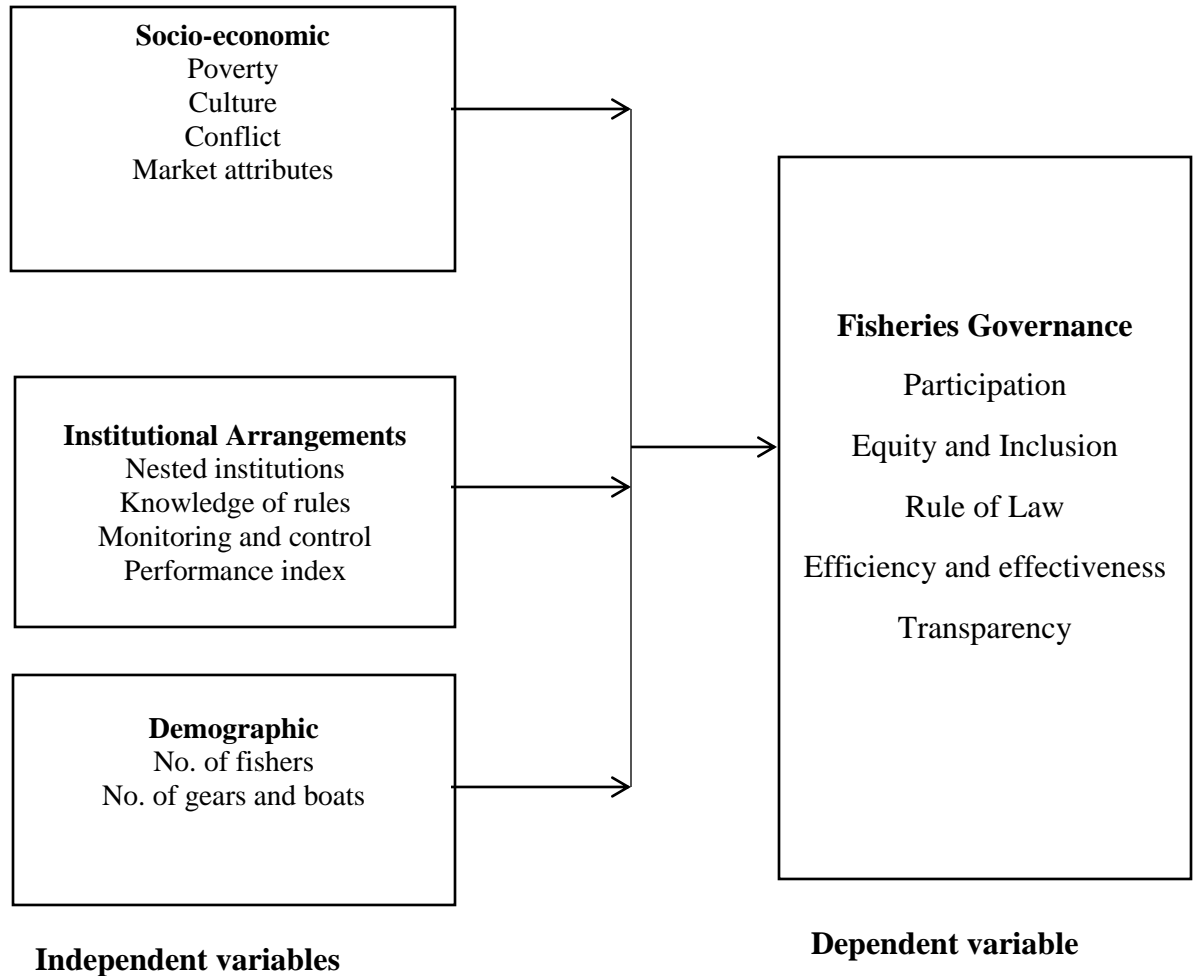 Socio-economic
Poverty
Culture
Conflict
Market attributes
Institutional Arrangements
Nested institutions
Knowledge of rules
Monitoring and control
Performance index
Demographic
No. of fishers
No. of gears and boats
Independent variables
Fisheries Governance
Participation
Equity and Inclusion
Rule of Law
Efficiency and effectiveness
Transparency
Dependent variable